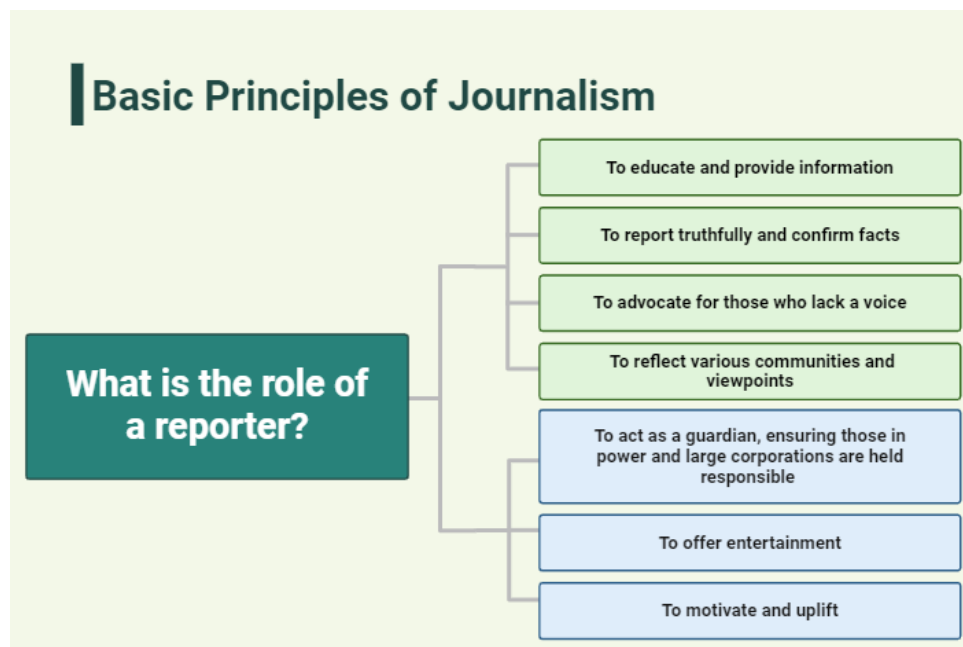 Basic Principles of Journalism
What is the role of
a reporter?
To educate and provide information
To report truthfully and confirm facts
To advocate for those who lack a voice
To reflect various communities and
viewpoints
To act as a guardian, ensuring those in
power and large corporations are held
responsible
To offer entertainment
To motivate and uplift